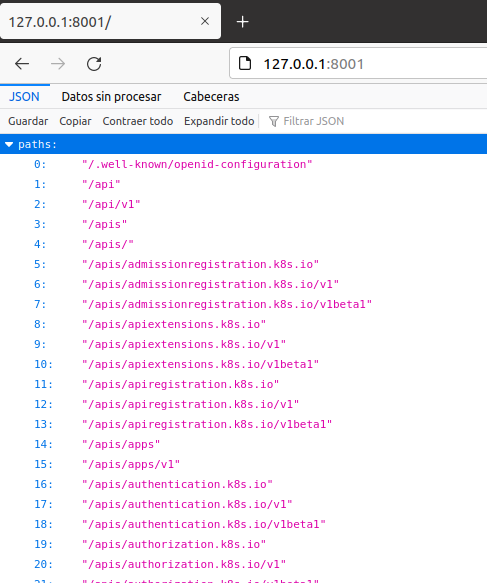 127.0.0.1:8001/
127.0.0.1:8001
JSON Datos sin procesar Cabeceras
Guardar Copiar Contraer todo Expandir todo Filtrar JSON
paths:
0: "/.well-known/openid-configuration"
1: "/api"
2: "/api/v1"
3: "/apis"
4: "/apis/"
5: "/apis/admissionregistration.k8s.io"
6: "/apis/admissionregistration.k8s.io/v1"
7: "/apis/admissionregistration.k8s.io/v1beta1"
8: "/apis/apiextensions.k8s.io"
9: "/apis/apiextensions.k8s.io/v1"
10: "/apis/apiextensions.k8s.io/v1beta1"
11: "/apis/apiregistration.k8s.io"
12: "/apis/apiregistration.k8s.io/v1"
13: "/apis/apiregistration.k8s.io/v1beta1"
14: "/apis/apps"
15: "/apis/apps/v1"
16: "/apis/authentication.k8s.io"
17: "/apis/authentication.k8s.io/v1"
18: "/apis/authentication.k8s.io/v1beta1"
19: "/apis/authorization.k8s.io"
20: "/apis/authorization.k8s.io/v1"